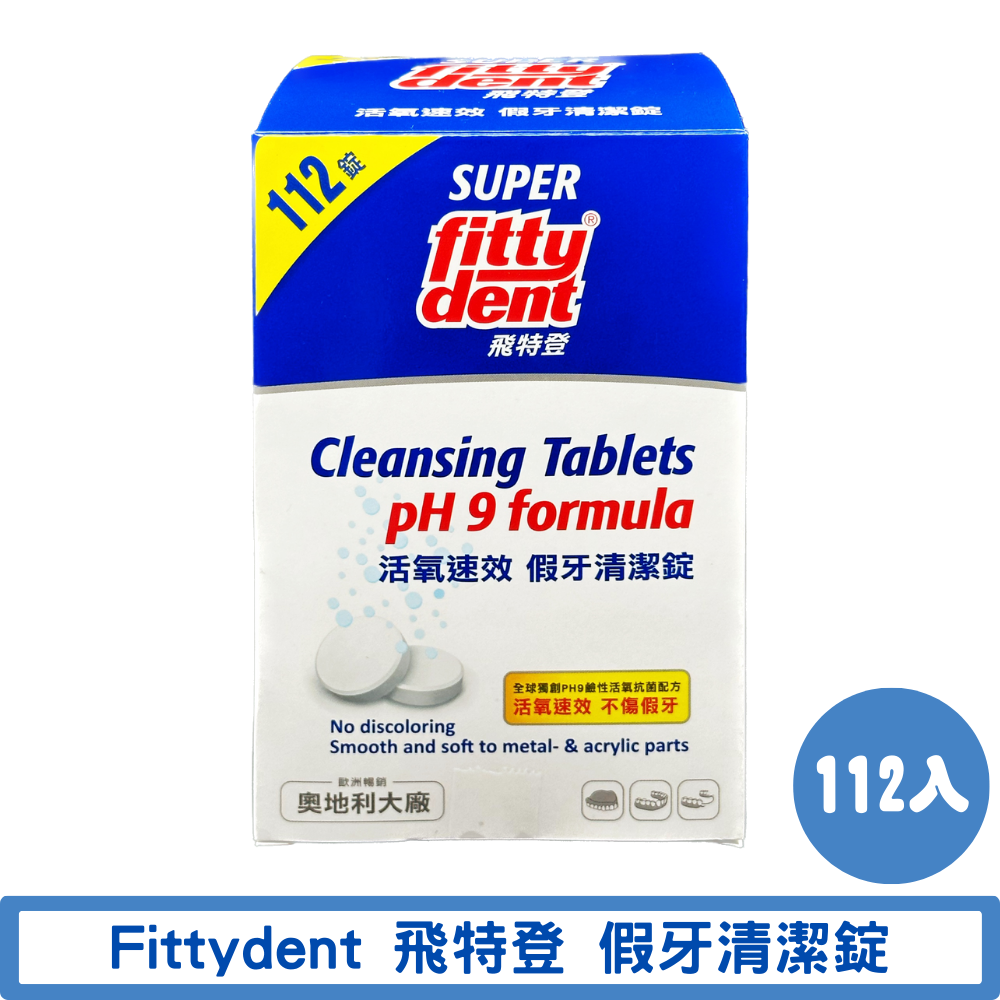 SUPER
fitty
dent
飛特登
活氧速效 假牙清潔錠
112錠
SUPER
fitty®
dent
飛特登
Cleansing Tablets
pH 9 formula
活氧速效 假牙清潔錠
全球獨創PH9鹼性活氧抗菌配方
活氧速效 不傷假牙
No discoloring
Smooth and soft to metal- & acrylic parts
歐洲暢銷
奧地利大廠
112入
Fittydent 飛特登 假牙清潔錠